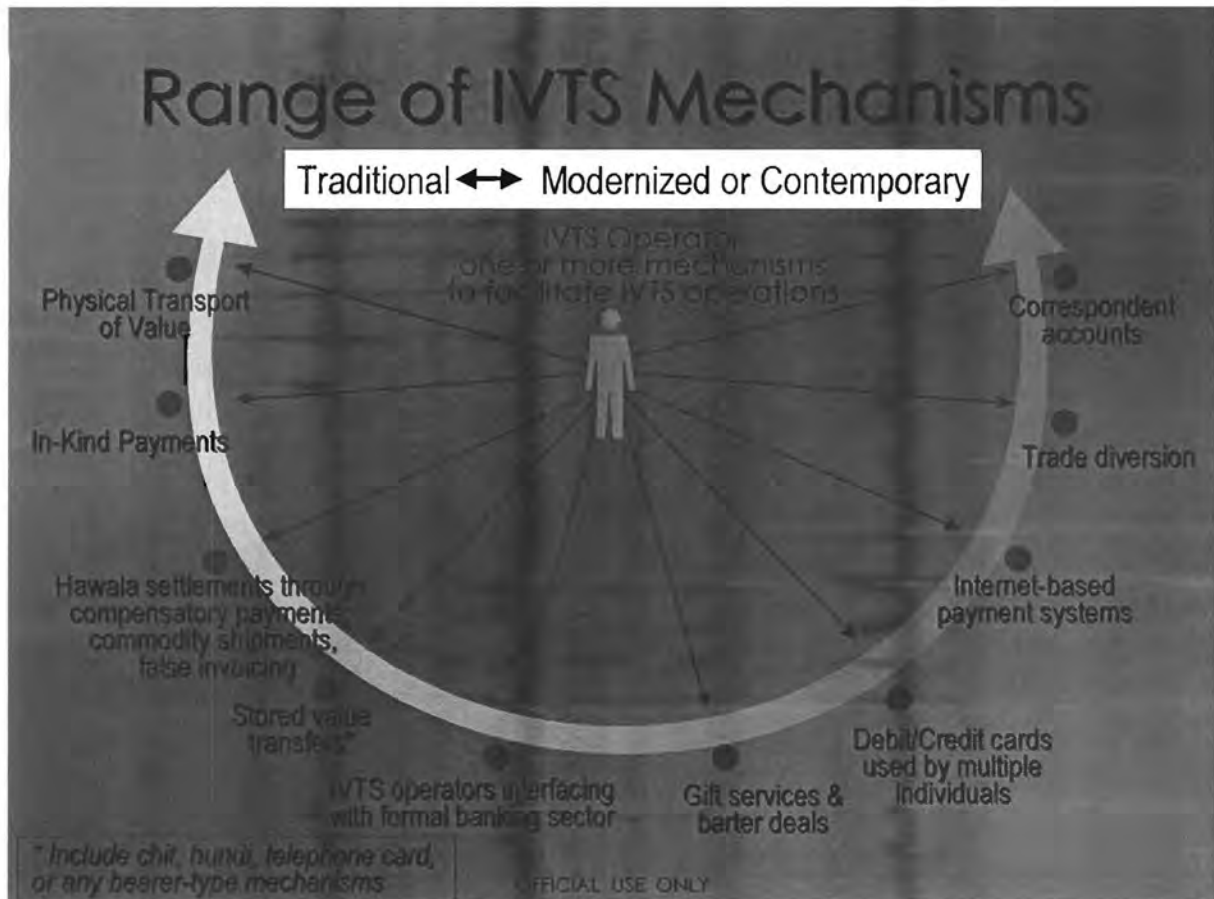 Range of IVTS Mechanisms
Traditional ↔ Modernized or Contemporary
IVTS Operator
one or more mechanisms
to facilitate IVTS operations
Physical Transport
of Value
In-Kind Payments
Hawala settlements through
compensatory payments,
commodity shipments,
false invoicing
Stored value
transfers*
IVTS operators interfacing
with formal banking sector
Gift services &
barter deals
Debit/Credit cards
used by multiple
individuals
Internet-based
payment systems
Trade diversion
Correspondent
accounts
* Include chit, hundi, telephone card,
or any bearer-type mechanisms
OFFICIAL USE ONLY